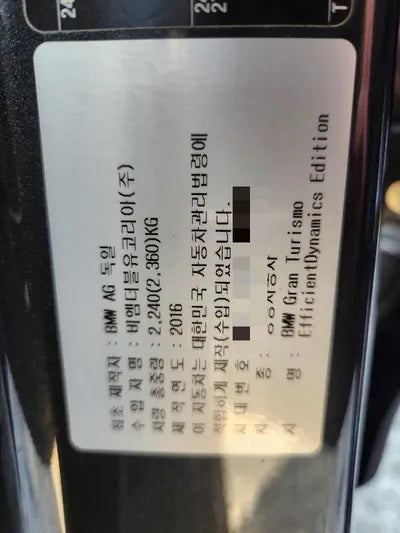 최초 제작자 : BMW AG 독일
수 입 자 명 : 비엠더블유코리아(주)
차량 총중량 : 2,240(2,360)KG
제 작 연 도 : 2016
이 자동차는 대한민국 자동차관리법령에
적합하게 제작(수입)되었습니다.
차 대 번 호
차 종 : 승용자동차
차 명 : BMW Gran Turismo
EfficientDynamics Edition
24
T